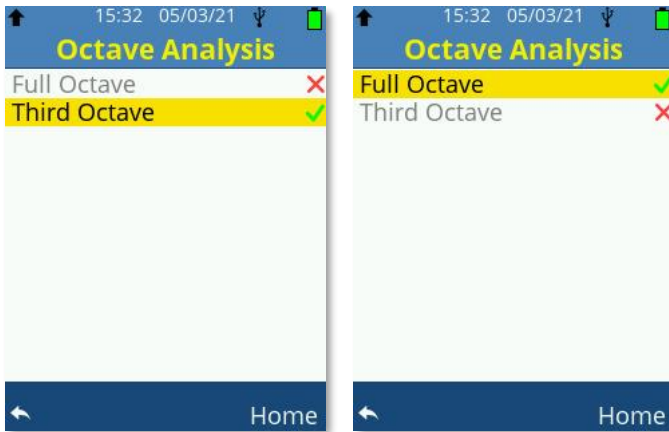 15:32 05/03/21
Octave Analysis
Full Octave
Third Octave
Home
15:32 05/03/21
Octave Analysis
Full Octave
Third Octave
Home